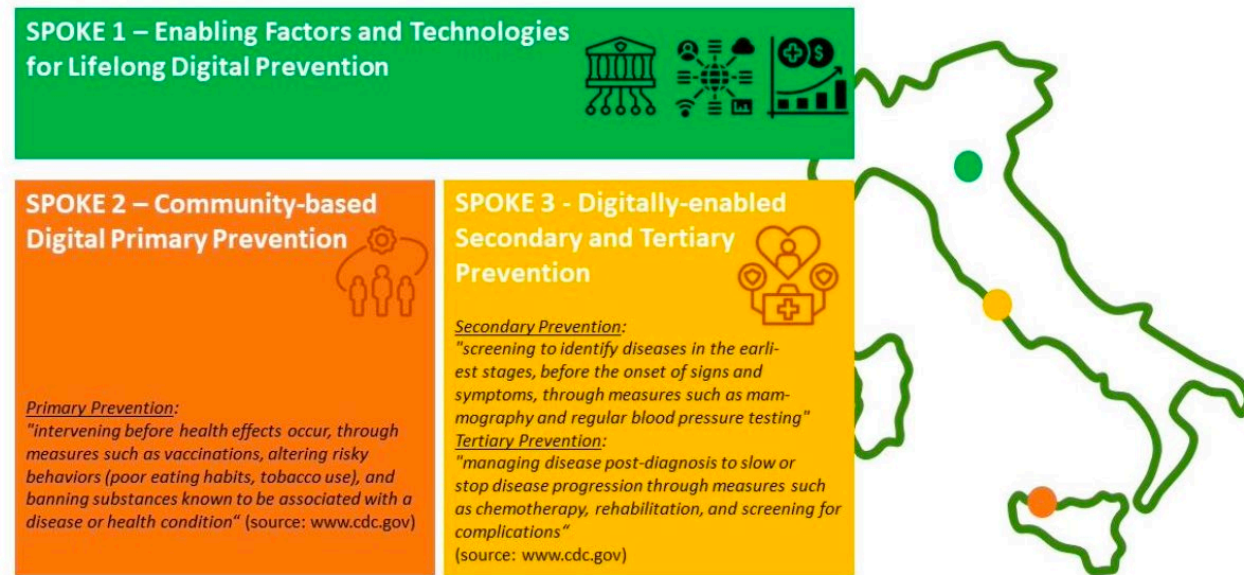 SPOKE 1 – Enabling Factors and Technologies
for Lifelong Digital Prevention
SPOKE 2 – Community-based
Digital Primary Prevention
Primary Prevention:
"intervening before health effects occur, through
measures such as vaccinations, altering risky
behaviors (poor eating habits, tobacco use), and
banning substances known to be associated with a
disease or health condition“ (source: www.cdc.gov)
SPOKE 3 - Digitally-enabled
Secondary and Tertiary
Prevention
Secondary Prevention:
"screening to identify diseases in the earli-
est stages, before the onset of signs and
symptoms, through measures such as mam-
mography and regular blood pressure testing"
Tertiary Prevention:
"managing disease post-diagnosis to slow or
stop disease progression through measures such
as chemotherapy, rehabilitation, and screening for
complications“
(source: www.cdc.gov)